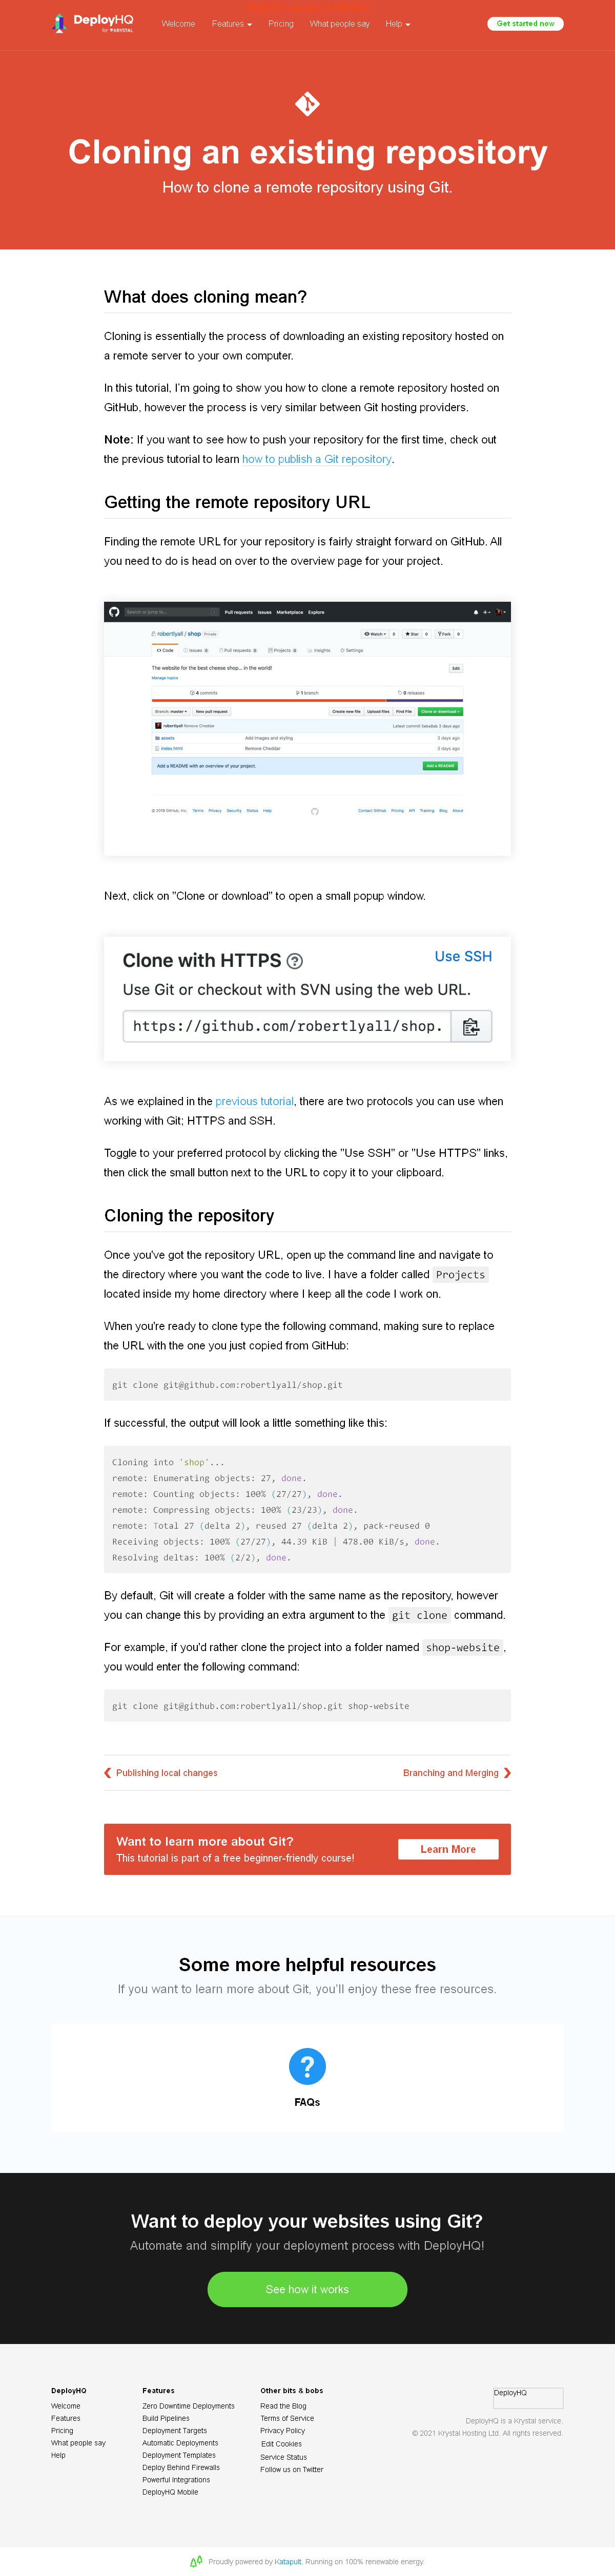 DeployHQ
for KRYSTAL
Welcome
Features
Pricing
What people say
Help
Get started now
Cloning an existing repository
How to clone a remote repository using Git.
What does cloning mean?
Cloning is essentially the process of downloading an existing repository hosted on
a remote server to your own computer.
In this tutorial, I'm going to show you how to clone a remote repository hosted on
GitHub, however the process is very similar between Git hosting providers.
Note: If you want to see how to push your repository for the first time, check out
the previous tutorial to learn how to publish a Git repository.
Getting the remote repository URL
Finding the remote URL for your repository is fairly straight forward on GitHub. All
you need to do is head on over to the overview page for your project.
Search or jump to...
Pull requests Issues Marketplace Explore
robertlyall / shop Private
Watch 0 Star 0 Fork 0
Code Issues 0 Pull requests 0 Projects 0 Insights Settings
The website for the best cheese shop... in the world!
Edit
Manage topics
4 commits 1 branch 0 releases
Branch: master New pull request Create new file Upload files Find File Clone or download
robertlyall Remove Cheddar Latest commit 3 days ago
assets Add images and styling 3 days ago
index.html Remove Cheddar 3 days ago
Add a README with an overview of your project. Add a README
© 2019 GitHub, Inc. Terms Privacy Security Status Help Contact GitHub Pricing API Training Blog About
Next, click on "Clone or download" to open a small popup window.
Clone with HTTPS ?
Use SSH
Use Git or checkout with SVN using the web URL.
https://github.com/robertlyall/shop.
As we explained in the previous tutorial, there are two protocols you can use when
working with Git; HTTPS and SSH.
Toggle to your preferred protocol by clicking the "Use SSH" or "Use HTTPS" links,
then click the small button next to the URL to copy it to your clipboard.
Cloning the repository
Once you've got the repository URL, open up the command line and navigate to
the directory where you want the code to live. I have a folder called Projects
located inside my home directory where I keep all the code I work on.
When you're ready to clone type the following command, making sure to replace
the URL with the one you just copied from GitHub:
git clone git@github.com:robertlyall/shop.git
If successful, the output will look a little something like this:
Cloning into 'shop'...
remote: Enumerating objects: 27, done.
remote: Counting objects: 100% (27/27), done.
remote: Compressing objects: 100% (23/23), done.
remote: Total 27 (delta 2), reused 27 (delta 2), pack-reused 0
Receiving objects: 100% (27/27), 44.39 KiB | 478.00 KiB/s, done.
Resolving deltas: 100% (2/2), done.
By default, Git will create a folder with the same name as the repository, however
you can change this by providing an extra argument to the git clone command.
For example, if you'd rather clone the project into a folder named shop-website,
you would enter the following command:
git clone git@github.com:robertlyall/shop.git shop-website
Publishing local changes
Branching and Merging
Want to learn more about Git?
This tutorial is part of a free beginner-friendly course!
Learn More
Some more helpful resources
If you want to learn more about Git, you'll enjoy these free resources.
?
FAQs
Want to deploy your websites using Git?
Automate and simplify your deployment process with DeployHQ!
See how it works
DeployHQ
Welcome
Features
Pricing
What people say
Help
Features
Zero Downtime Deployments
Build Pipelines
Deployment Targets
Automatic Deployments
Deployment Templates
Deploy Behind Firewalls
Powerful Integrations
DeployHQ Mobile
Other bits & bobs
Read the Blog
Terms of Service
Privacy Policy
Edit Cookies
Service Status
Follow us on Twitter
DeployHQ
DeployHQ is a Krystal service.
© 2021 Krystal Hosting Ltd. All rights reserved.
Proudly powered by Katapult. Running on 100% renewable energy.